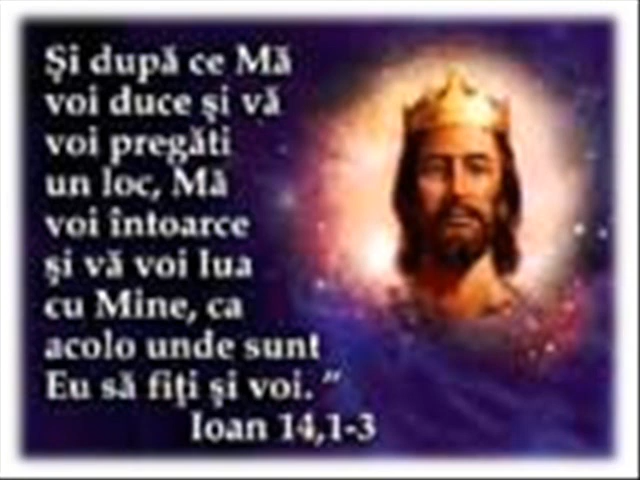 Şi după ce Mă
voi duce şi vă
voi pregăti
un loc, Mă
voi întoarce
şi vă voi lua
cu Mine, ca
acolo unde sunt
Eu să fiţi şi voi.”
Ioan 14,1-3